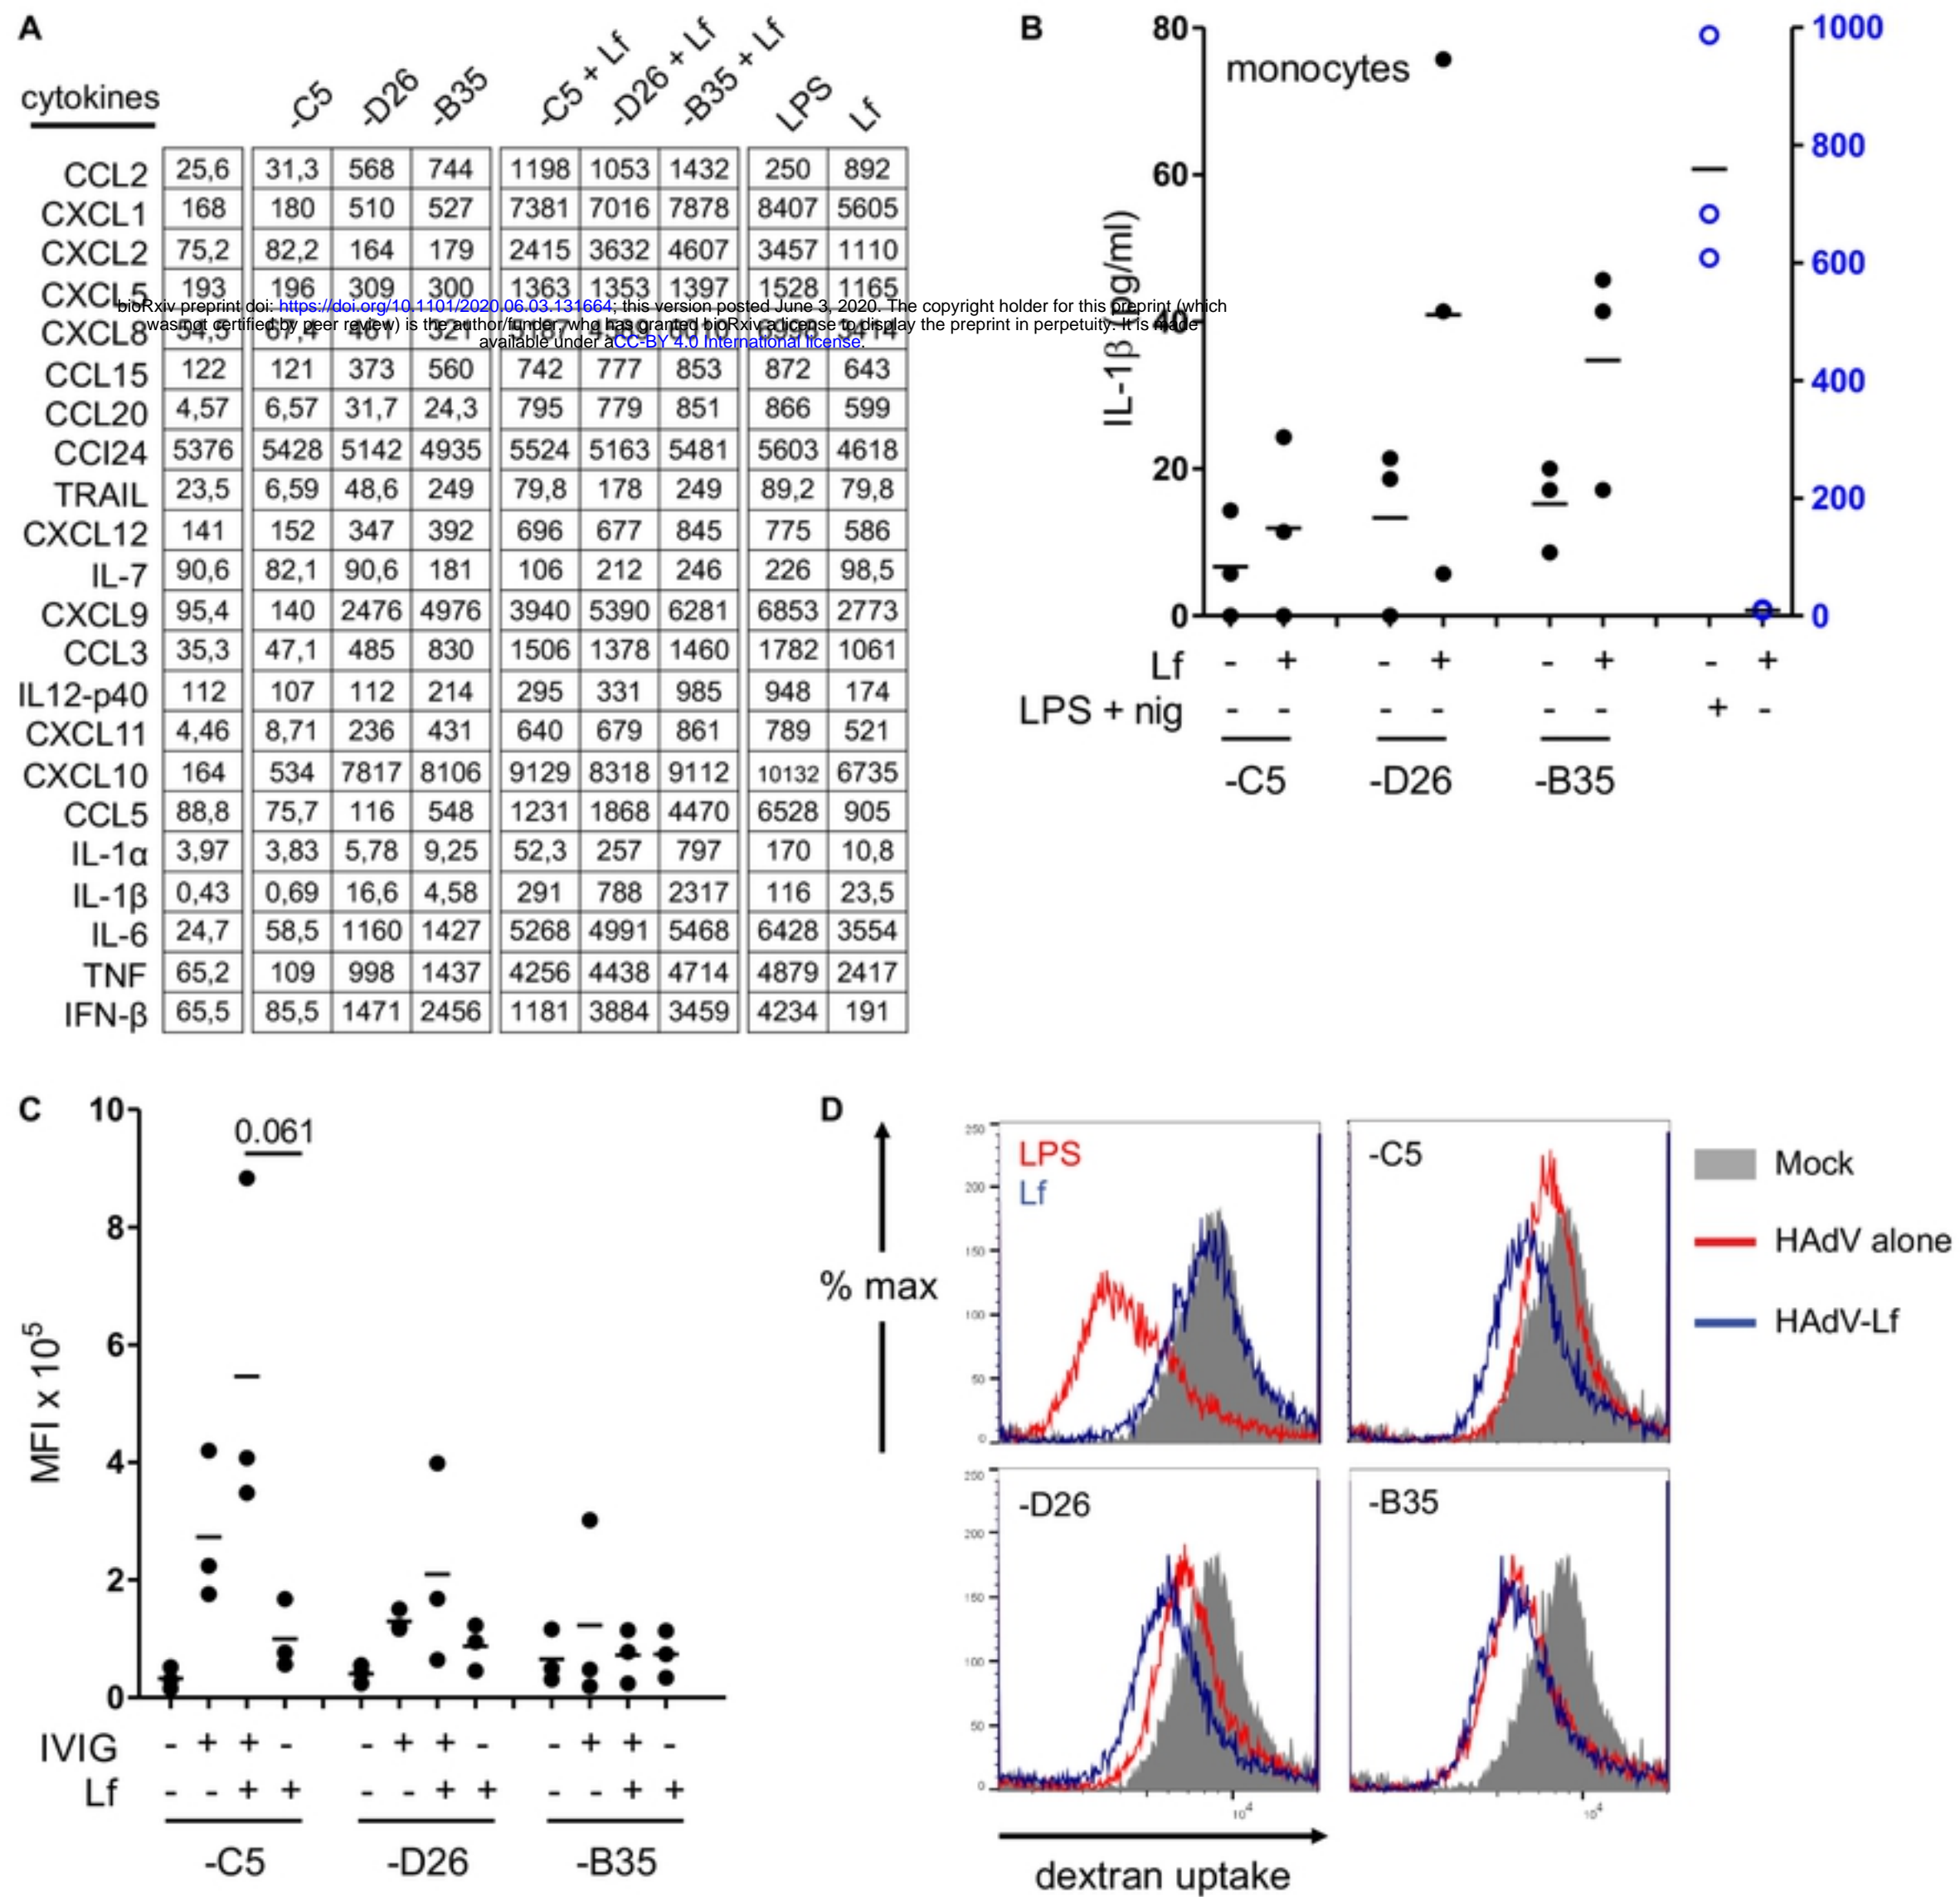 A
cytokines -C5 -D26 -B35 -C5 + Lf -D26 + Lf -B35 + Lf LPS Lf
CCL2 25,6 31,3 568 744 1198 1053 1432 250 892
CXCL1 168 180 510 527 7381 7016 7878 8407 5605
CXCL2 75,2 82,2 164 179 2415 3632 4607 3457 1110
CXCL5 193 196 309 300 1363 1353 1397 1528 1165
bioRxiv preprint doi: https://doi.org/10.1101/2020.06.03.131664; this version posted June 3, 2020. The copyright holder for this preprint (which
was not certified by peer review) is the author/funder, who has granted bioRxiv a license to display the preprint in perpetuity. It is made
available under aCC-BY 4.0 International license.
CXCL8
CCL15 122 121 373 560 742 777 853 872 643
CCL20 4,57 6,57 31,7 24,3 795 779 851 866 599
CCl24 5376 5428 5142 4935 5524 5163 5481 5603 4618
TRAIL 23,5 6,59 48,6 249 79,8 178 249 89,2 79,8
CXCL12 141 152 347 392 696 677 845 775 586
IL-7 90,6 82,1 90,6 181 106 212 246 226 98,5
CXCL9 95,4 140 2476 4976 3940 5390 6281 6853 2773
CCL3 35,3 47,1 485 830 1506 1378 1460 1782 1061
IL12-p40 112 107 112 214 295 331 985 948 174
CXCL11 4,46 8,71 236 431 640 679 861 789 521
CXCL10 164 534 7817 8106 9129 8318 9112 10132 6735
CCL5 88,8 75,7 116 548 1231 1868 4470 6528 905
IL-1α 3,97 3,83 5,78 9,25 52,3 257 797 170 10,8
IL-1β 0,43 0,69 16,6 4,58 291 788 2317 116 23,5
IL-6 24,7 58,5 1160 1427 5268 4991 5468 6428 3554
TNF 65,2 109 998 1437 4256 4438 4714 4879 2417
IFN-β 65,5 85,5 1471 2456 1181 3884 3459 4234 191
B
monocytes
IL-1β (pg/ml)
80
60
40
20
0
1000
800
600
400
200
0
Lf - + - + - + - +
LPS + nig - - - - - - + -
-C5 -D26 -B35
C
0.061
MFI x 10⁵
10
8
6
4
2
0
IVIG - + + - - + + - - + + -
Lf - - + + - - + + - - + +
-C5 -D26 -B35
D
% max
LPS
Lf
250
200
150
100
50
0
-C5
Mock
HAdV alone
HAdV-Lf
-D26
250
200
150
100
50
0
10⁴
-B35
10⁴
dextran uptake